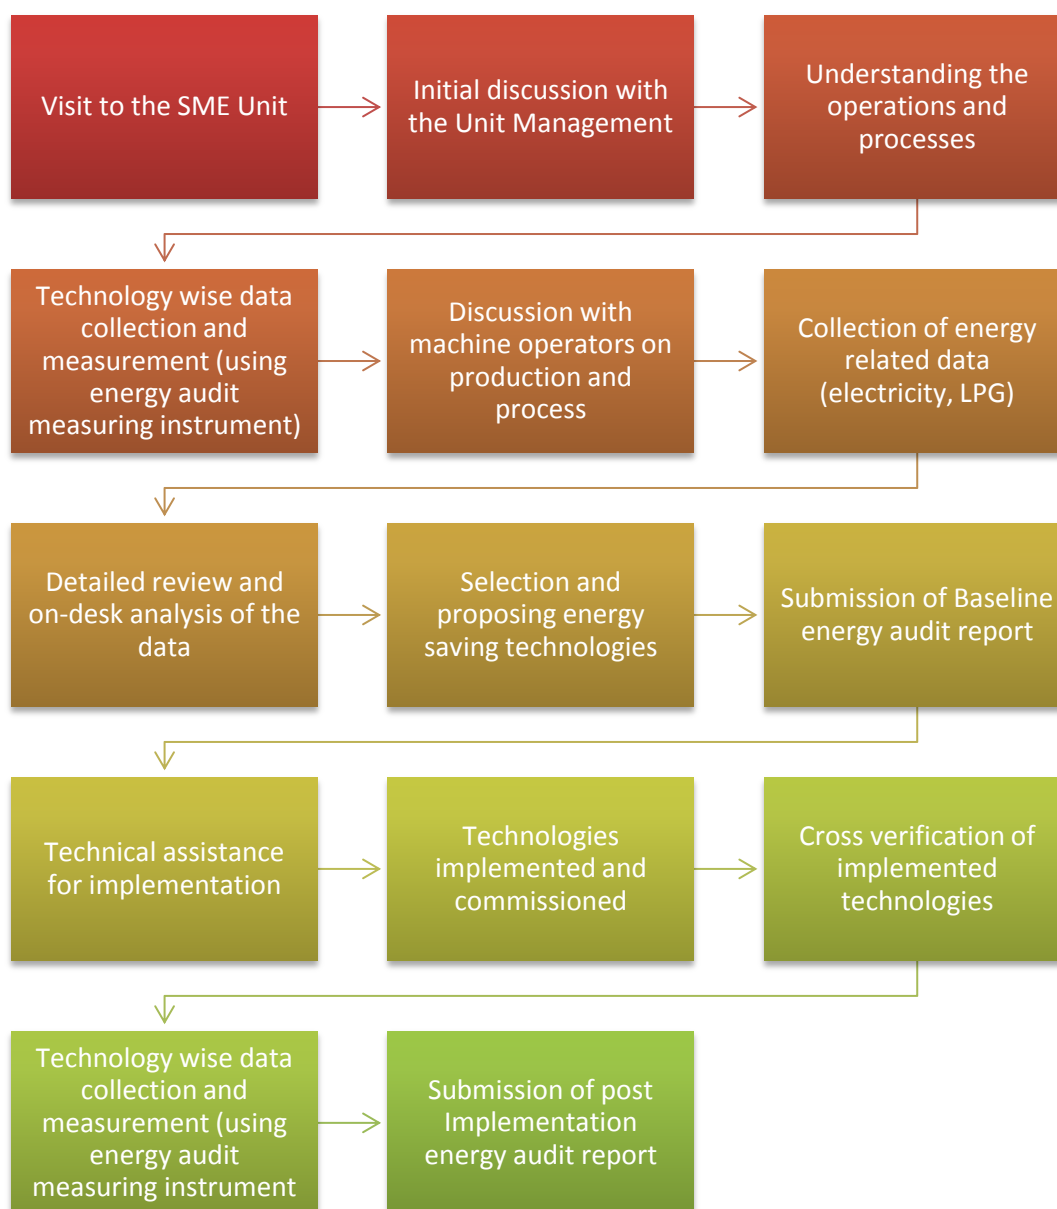 Visit to the SME Unit
Initial discussion with
the Unit Management
Understanding the
operations and
processes
Technology wise data
collection and
measurement (using
energy audit
measuring instrument)
Discussion with
machine operators on
production and
process
Collection of energy
related data
(electricity, LPG)
Detailed review and
on-desk analysis of the
data
Selection and
proposing energy
saving technologies
Submission of Baseline
energy audit report
Technical assistance
for implementation
Technologies
implemented and
commissioned
Cross verification of
implemented
technologies
Technology wise data
collection and
measurement (using
energy audit
measuring instrument
Submission of post
Implementation
energy audit report